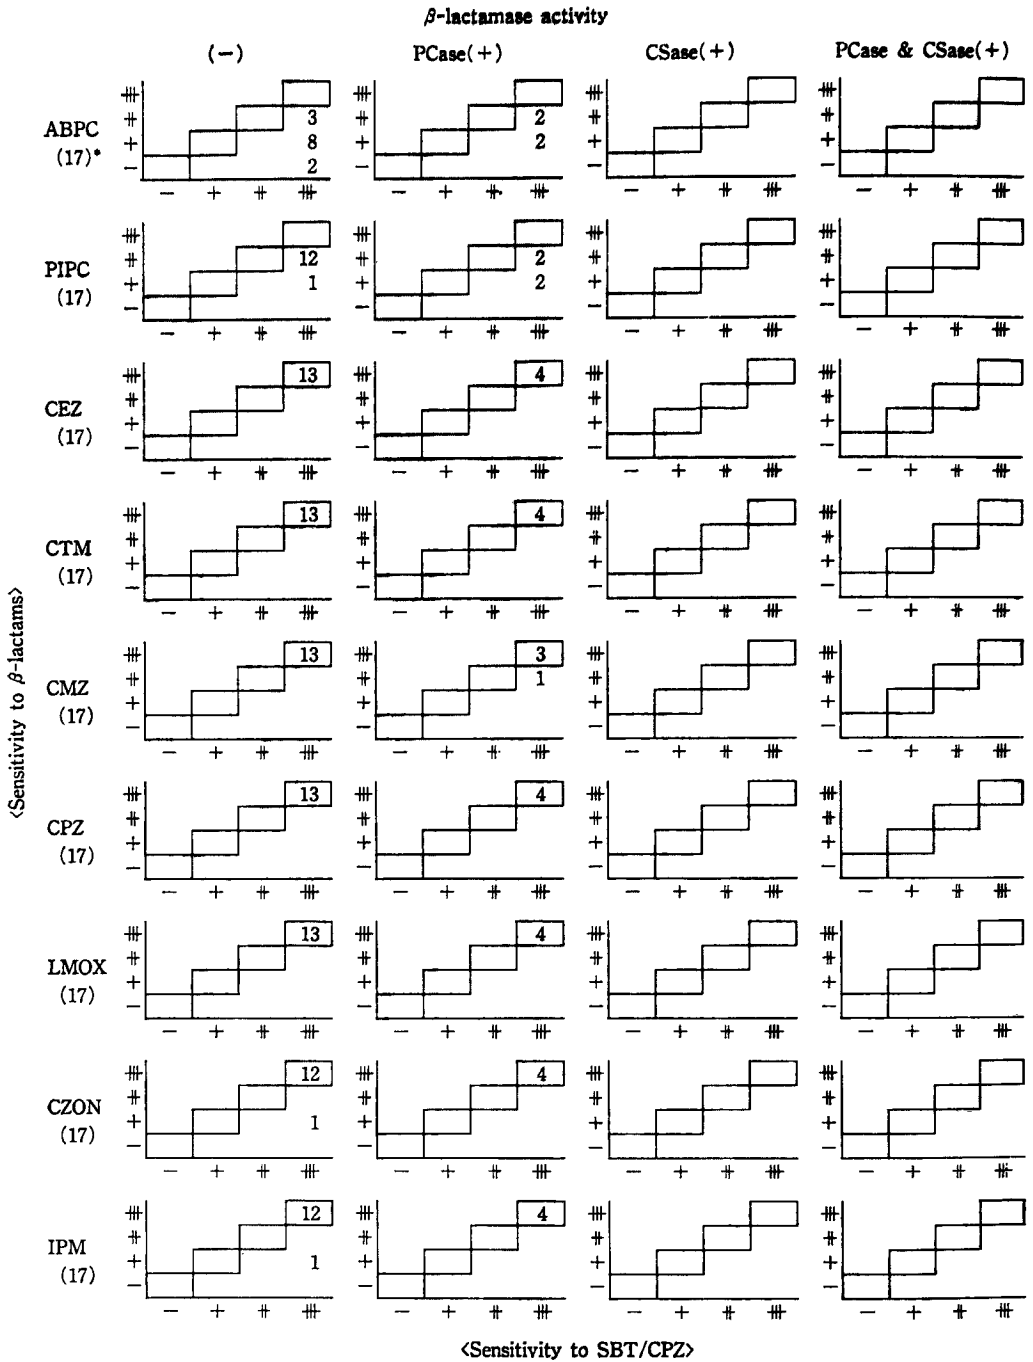 β-lactamase activity
(−) PCase(+) CSase(+) PCase & CSase(+)
⧻ ⧻ ⧻ ⧻
⧺ 3 ⧺ 2 ⧺ ⧺
ABPC + 8 + 2 + +
(17)* − 2 − − −
− + ⧺ ⧻ − + ⧺ ⧻ − + ⧺ ⧻ − + ⧺ ⧻
⧻ ⧻ ⧻ ⧻
⧺ 12 ⧺ 2 ⧺ ⧺
PIPC + 1 + 2 + +
(17) − − − −
− + ⧺ ⧻ − + ⧺ ⧻ − + ⧺ ⧻ − + ⧺ ⧻
⧻ 13 ⧻ 4 ⧻ ⧻
⧺ ⧺ ⧺ ⧺
CEZ + + + +
(17) − − − −
− + ⧺ ⧻ − + ⧺ ⧻ − + ⧺ ⧻ − + ⧺ ⧻
⧻ 13 ⧻ 4 ⧻ ⧻
⧺ ⧺ ⧺ ⧺
CTM + + + +
(17) − − − −
− + ⧺ ⧻ − + ⧺ ⧻ − + ⧺ ⧻ − + ⧺ ⧻
<Sensitivity to β-lactams>
⧻ 13 ⧻ 3 ⧻ ⧻
⧺ ⧺ 1 ⧺ ⧺
CMZ + + + +
(17) − − − −
− + ⧺ ⧻ − + ⧺ ⧻ − + ⧺ ⧻ − + ⧺ ⧻
⧻ 13 ⧻ 4 ⧻ ⧻
⧺ ⧺ ⧺ ⧺
CPZ + + + +
(17) − − − −
− + ⧺ ⧻ − + ⧺ ⧻ − + ⧺ ⧻ − + ⧺ ⧻
⧻ 13 ⧻ 4 ⧻ ⧻
⧺ ⧺ ⧺ ⧺
LMOX + + + +
(17) − − − −
− + ⧺ ⧻ − + ⧺ ⧻ − + ⧺ ⧻ − + ⧺ ⧻
⧻ 12 ⧻ 4 ⧻ ⧻
⧺ ⧺ ⧺ ⧺
CZON + 1 + + +
(17) − − − −
− + ⧺ ⧻ − + ⧺ ⧻ − + ⧺ ⧻ − + ⧺ ⧻
⧻ 12 ⧻ 4 ⧻ ⧻
⧺ ⧺ ⧺ ⧺
IPM + 1 + + +
(17) − − − −
− + ⧺ ⧻ − + ⧺ ⧻ − + ⧺ ⧻ − + ⧺ ⧻
<Sensitivity to SBT/CPZ>